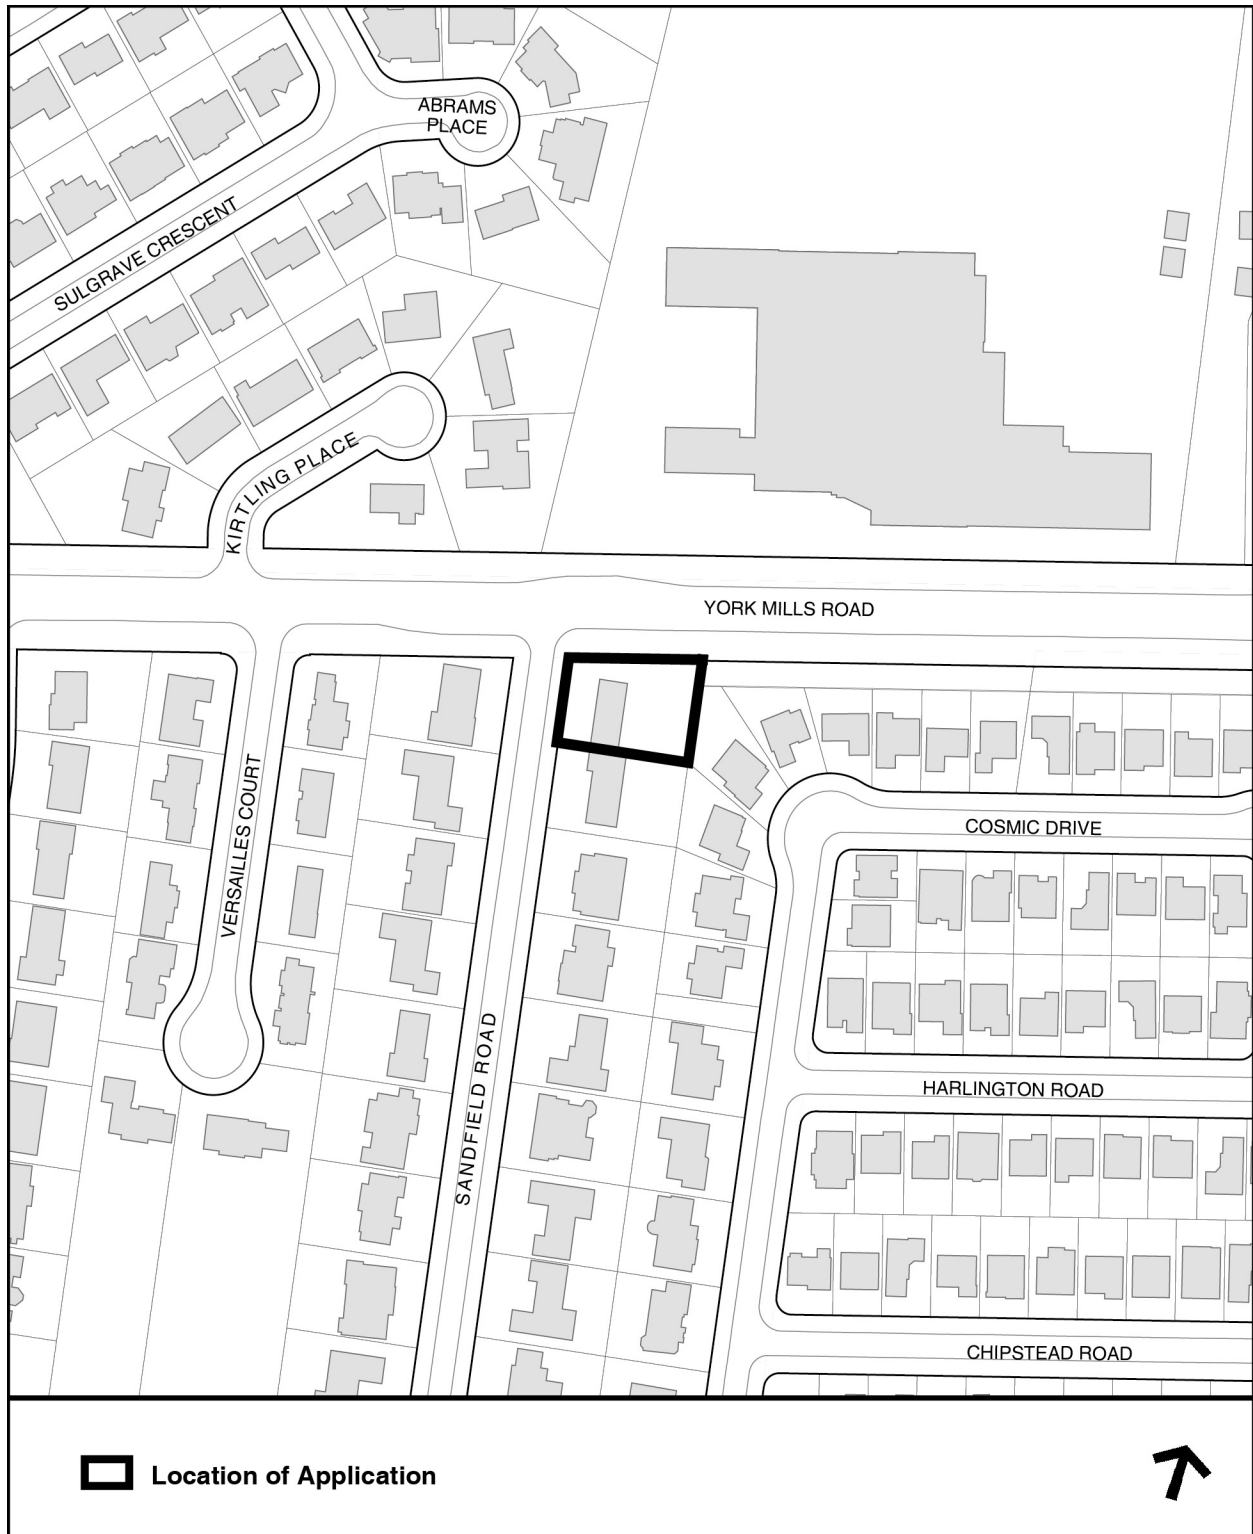 ABRAMS
PLACE
SULGRAVE CRESCENT
KIRTLING PLACE
YORK MILLS ROAD
VERSAILLES COURT
COSMIC DRIVE
SANDFIELD ROAD
HARLINGTON ROAD
CHIPSTEAD ROAD
Location of Application